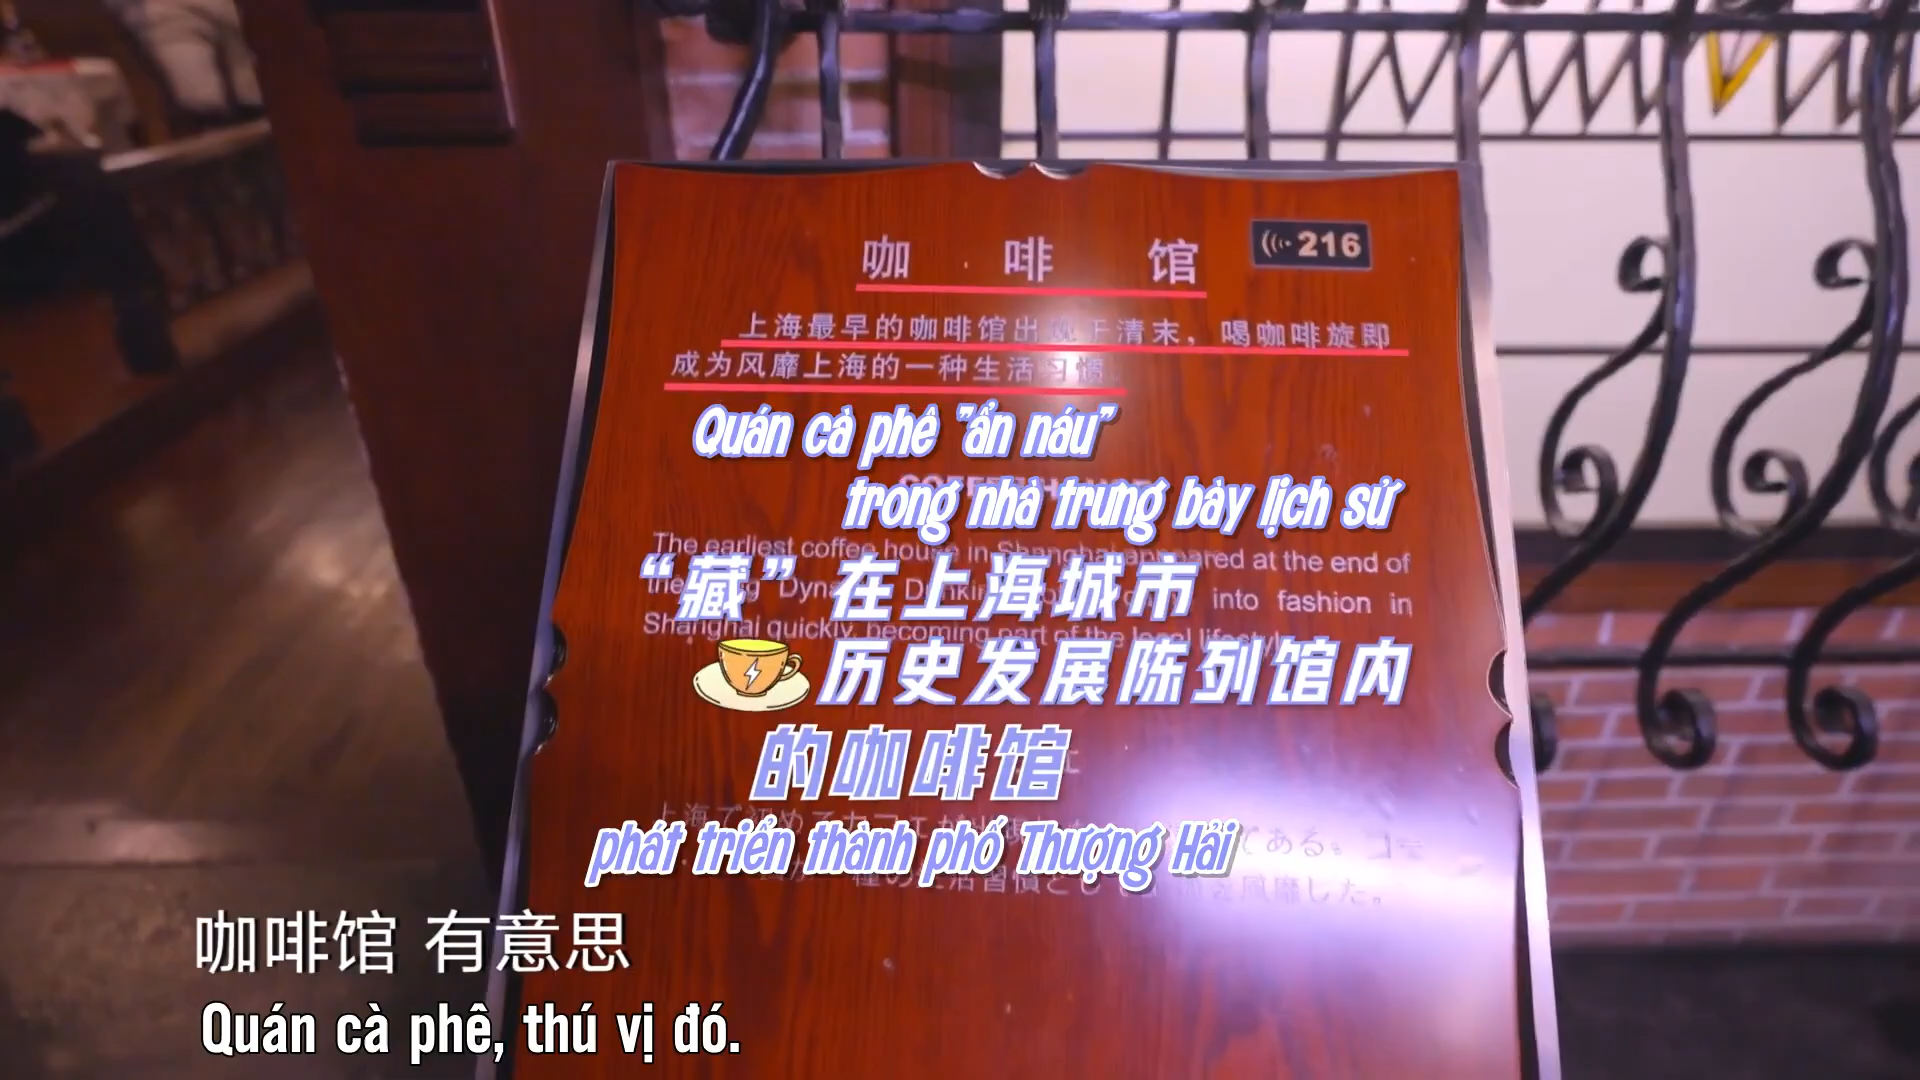 咖啡馆
216
上海最早的咖啡馆出现于清末，喝咖啡旋即
成为风靡上海的一种生活习惯
Quán cà phê "ẩn náu"
trong nhà trưng bày lịch sử
The earliest coffee house in Shanghai appeared at the end of
the Dynasty into fashion in
Shanghai quickly, becoming part of the local lifestyle
“藏”在上海城市
历史发展陈列馆内
的咖啡馆
phát triển thành phố Thượng Hải
咖啡馆 有意思
Quán cà phê, thú vị đó.